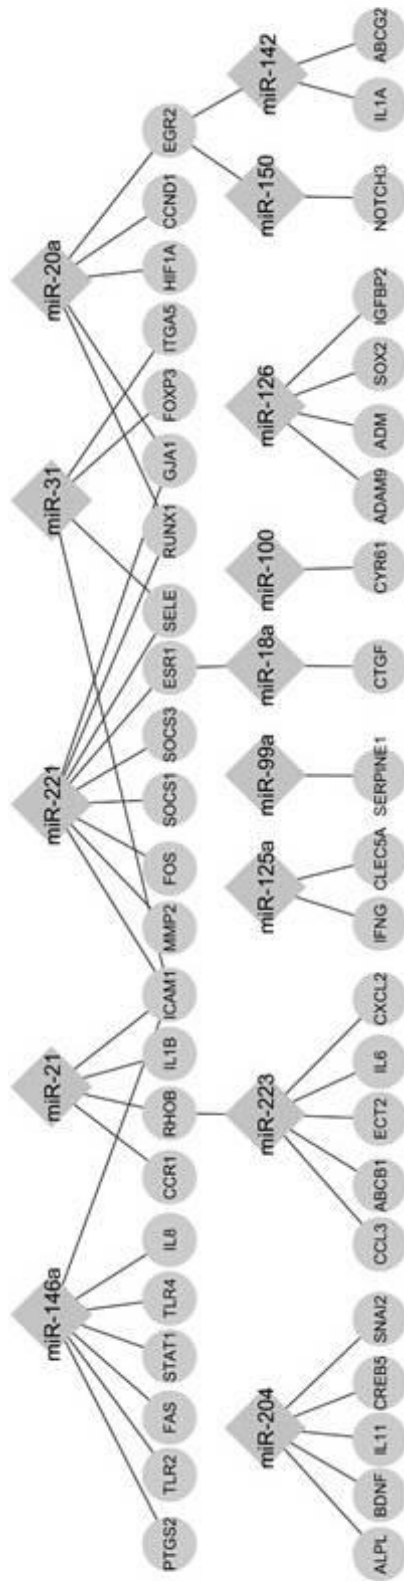 miR-146a
miR-21
miR-221
miR-31
miR-20a
PTGS2
TLR2
FAS
STAT1
TLR4
IL8
CCR1
RHOB
IL1B
ICAM1
MMP2
FOS
SOCS1
SOCS3
ESR1
SELE
RUNX1
GJA1
FOXP3
ITGA5
HIF1A
CCND1
EGR2
miR-204
miR-223
miR-125a
miR-99a
miR-18a
miR-100
miR-126
miR-150
miR-142
ALPL
BDNF
IL11
CREB5
SNAI2
CCL3
ABCB1
ECT2
IL6
CXCL2
IFNG
CLEC5A
SERPINE1
CTGF
CYR61
ADAM9
ADM
SOX2
IGFBP2
NOTCH3
IL1A
ABCG2